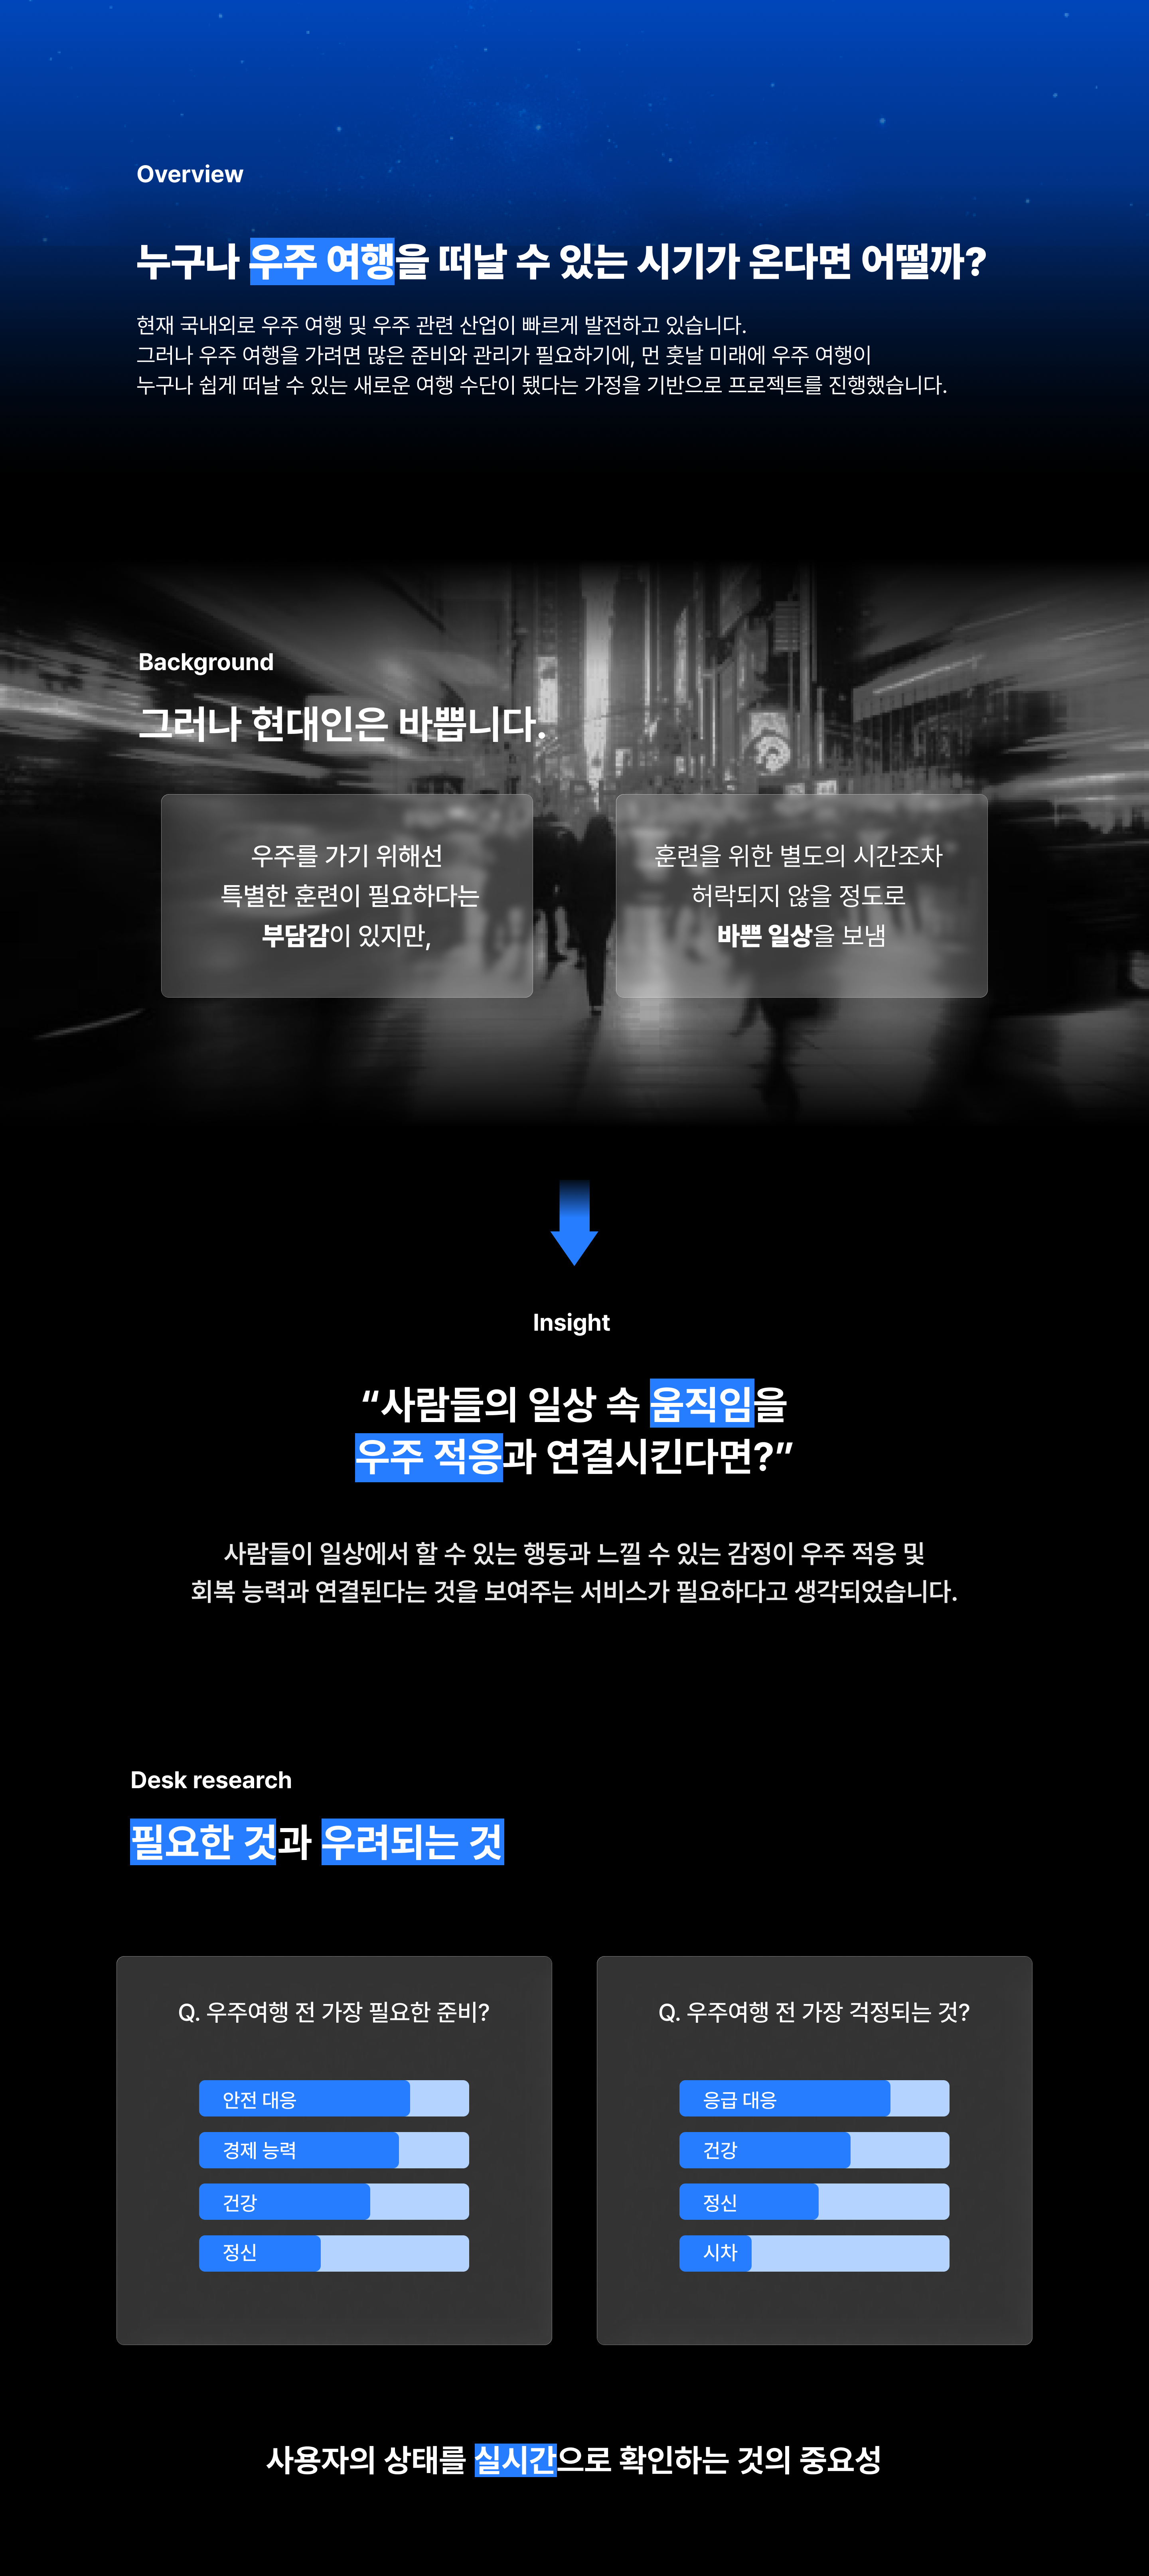 Overview
누구나 우주 여행을 떠날 수 있는 시기가 온다면 어떨까?
현재 국내외로 우주 여행 및 우주 관련 산업이 빠르게 발전하고 있습니다.
그러나 우주 여행을 가려면 많은 준비와 관리가 필요하기에, 먼 훗날 미래에 우주 여행이
누구나 쉽게 떠날 수 있는 새로운 여행 수단이 됐다는 가정을 기반으로 프로젝트를 진행했습니다.
Background
그러나 현대인은 바쁩니다.
우주를 가기 위해선
특별한 훈련이 필요하다는
부담감이 있지만,
훈련을 위한 별도의 시간조차
허락되지 않을 정도로
바쁜 일상을 보냄
Insight
“사람들의 일상 속 움직임을
우주 적응과 연결시킨다면?”
사람들이 일상에서 할 수 있는 행동과 느낄 수 있는 감정이 우주 적응 및
회복 능력과 연결된다는 것을 보여주는 서비스가 필요하다고 생각되었습니다.
Desk research
필요한 것과 우려되는 것
Q. 우주여행 전 가장 필요한 준비?
안전 대응
경제 능력
건강
정신
Q. 우주여행 전 가장 걱정되는 것?
응급 대응
건강
정신
시차
사용자의 상태를 실시간으로 확인하는 것의 중요성